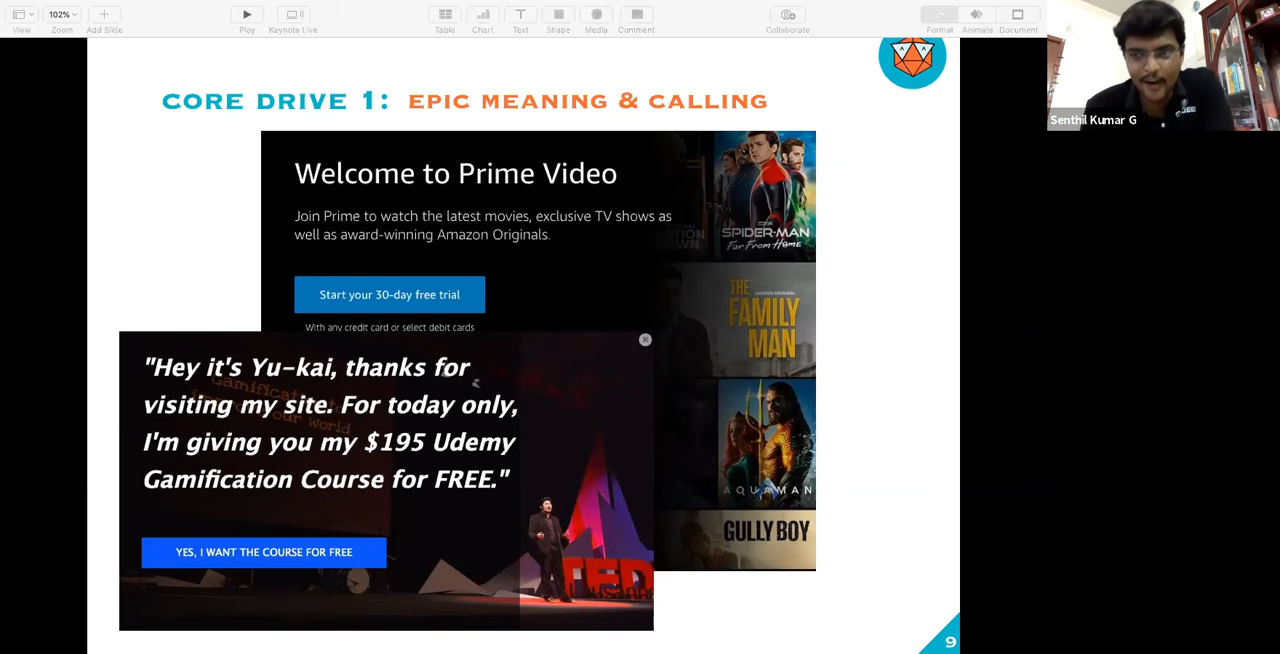 102%
View
Zoom
Add Slide
Play
Keynote Live
Table
Chart
Text
Shape
Media
Comment
Collaborate
Format
Animate
Document
Senthil Kumar G
CORE DRIVE 1: EPIC MEANING & CALLING
Welcome to Prime Video
Join Prime to watch the latest movies, exclusive TV shows as
well as award-winning Amazon Originals.
Start your 30-day free trial
With any credit card or select debit cards
SPIDER-MAN
Far From Home
THE
FAMILY
MAN
AQUAMAN
GULLY BOY
"Hey it's Yu-kai, thanks for
visiting my site. For today only,
I'm giving you my $195 Udemy
Gamification Course for FREE."
YES, I WANT THE COURSE FOR FREE
TED
9